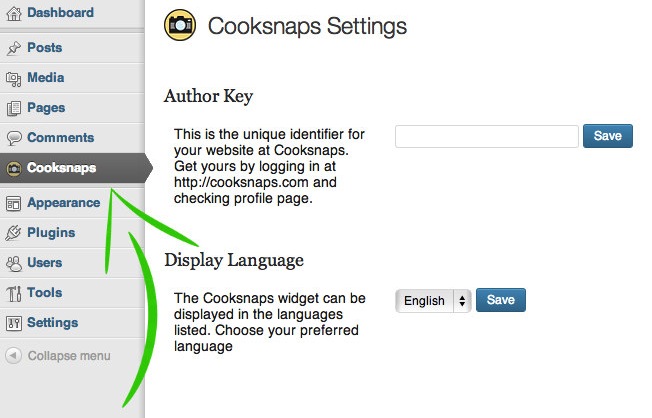 Dashboard
Posts
Media
Pages
Comments
Cooksnaps
Appearance
Plugins
Users
Tools
Settings
Collapse menu
Cooksnaps Settings
Author Key
This is the unique identifier for
your website at Cooksnaps.
Get yours by logging in at
http://cooksnaps.com and
checking profile page.
Save
Display Language
The Cooksnaps widget can be
displayed in the languages
listed. Choose your preferred
language
English
Save